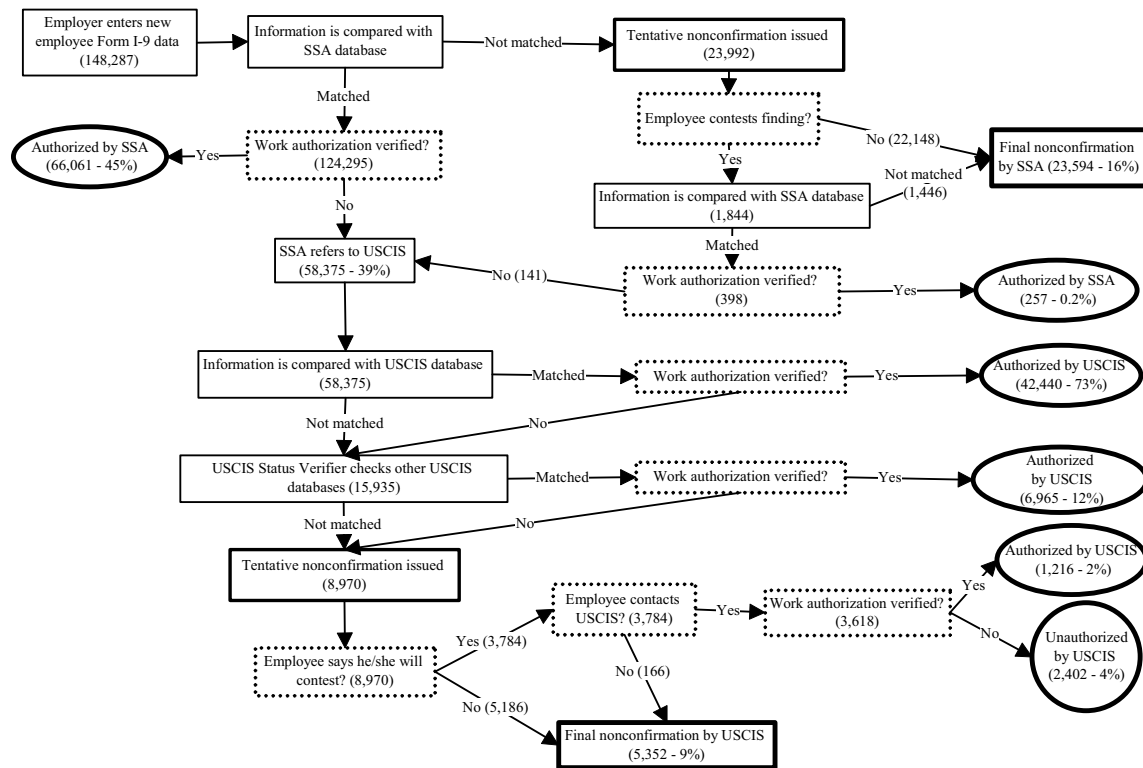 Employer enters new
employee Form I-9 data
(148,287)
Information is compared with
SSA database
Not matched
Tentative nonconfirmation issued
(23,992)
Matched
Employee contests finding?
No (22,148)
Authorized by SSA
(66,061 - 45%)
Yes
Work authorization verified?
(124,295)
Yes
Final nonconfirmation
by SSA (23,594 - 16%)
Not matched
(1,446)
No
Information is compared with SSA database
(1,844)
Matched
SSA refers to USCIS
(58,375 - 39%)
No (141)
Work authorization verified?
(398)
Yes
Authorized by SSA
(257 - 0.2%)
Information is compared with USCIS database
(58,375)
Matched
Work authorization verified?
Yes
Authorized by USCIS
(42,440 - 73%)
Not matched
No
USCIS Status Verifier checks other USCIS
databases (15,935)
Matched
Work authorization verified?
Yes
Authorized
by USCIS
(6,965 - 12%)
Not matched
No
Tentative nonconfirmation issued
(8,970)
Authorized by USCIS
(1,216 - 2%)
Employee contacts
USCIS? (3,784)
Yes
Work authorization verified?
(3,618)
Yes
No
Yes (3,784)
Employee says he/she will
contest? (8,970)
Unauthorized
by USCIS
(2,402 - 4%)
No (166)
No (5,186)
Final nonconfirmation by USCIS
(5,352 - 9%)